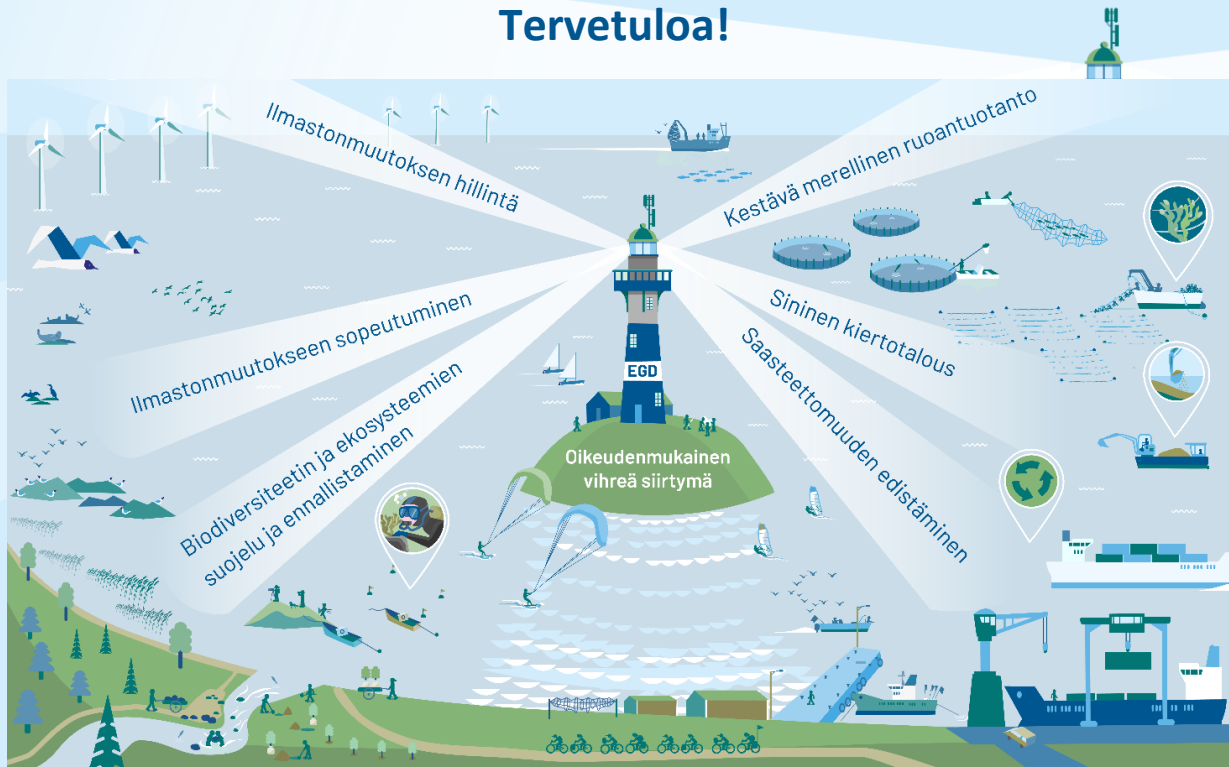 Tervetuloa!
Ilmastonmuutoksen hillintä
Kestävä merellinen ruoantuotanto
Ilmastonmuutokseen sopeutuminen
Sininen kiertotalous
Biodiversiteetin ja ekosysteemien
suojelu ja ennallistaminen
Saasteettomuuden edistäminen
EGD
Oikeudenmukainen
vihreä siirtymä